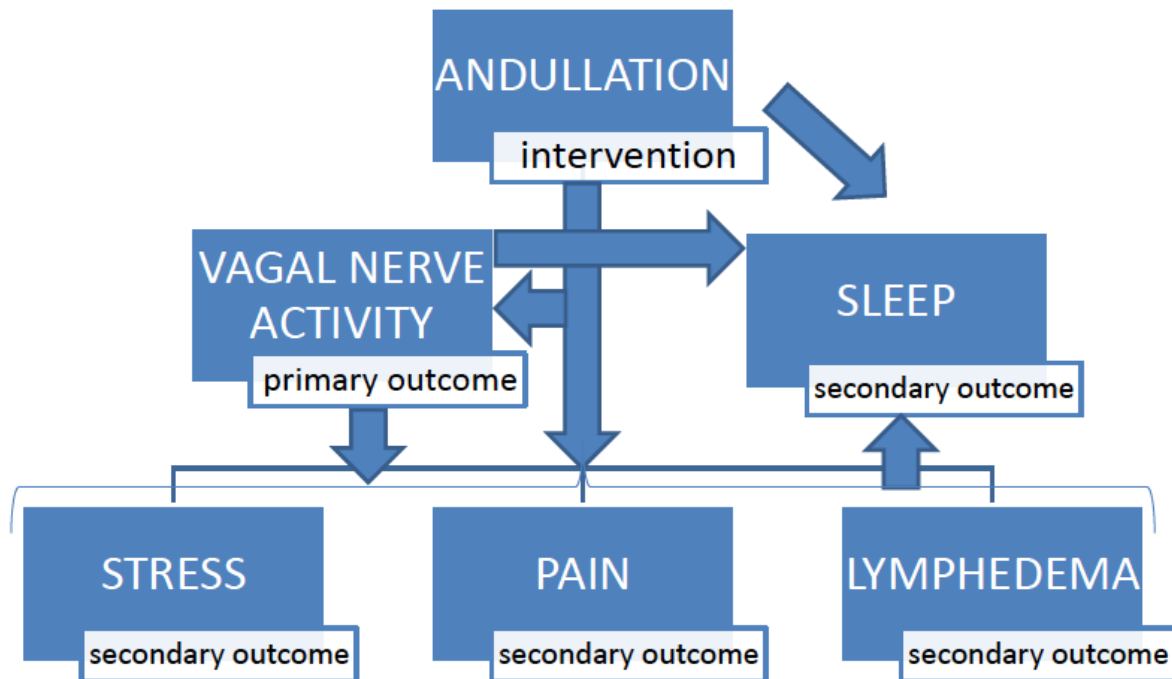 ANDULLATION
intervention
VAGAL NERVE
ACTIVITY
primary outcome
SLEEP
secondary outcome
STRESS
secondary outcome
PAIN
secondary outcome
LYMPHEDEMA
secondary outcome